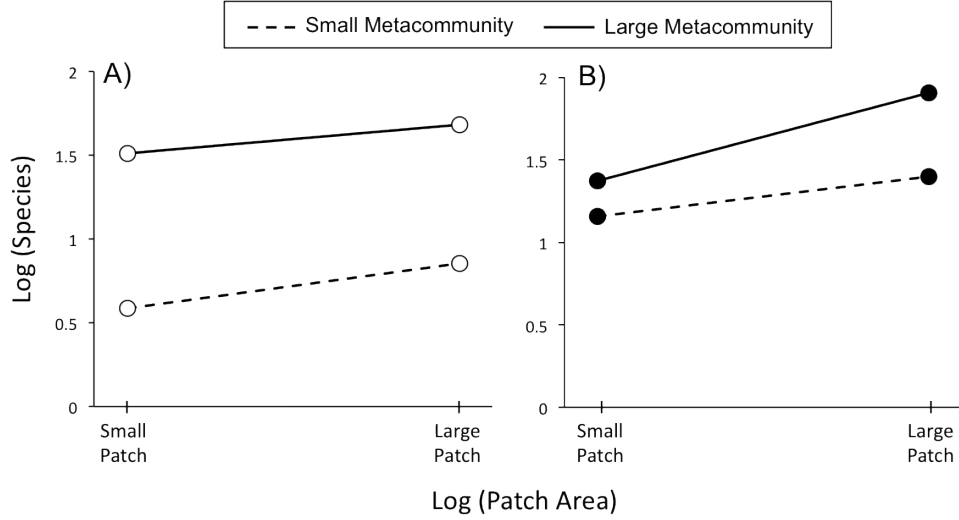 Small Metacommunity
Large Metacommunity
A)
B)
Log (Species)
2
1.5
1
0.5
0
Small
Patch
Large
Patch
2
1.5
1
0.5
0
Small
Patch
Large
Patch
Log (Patch Area)